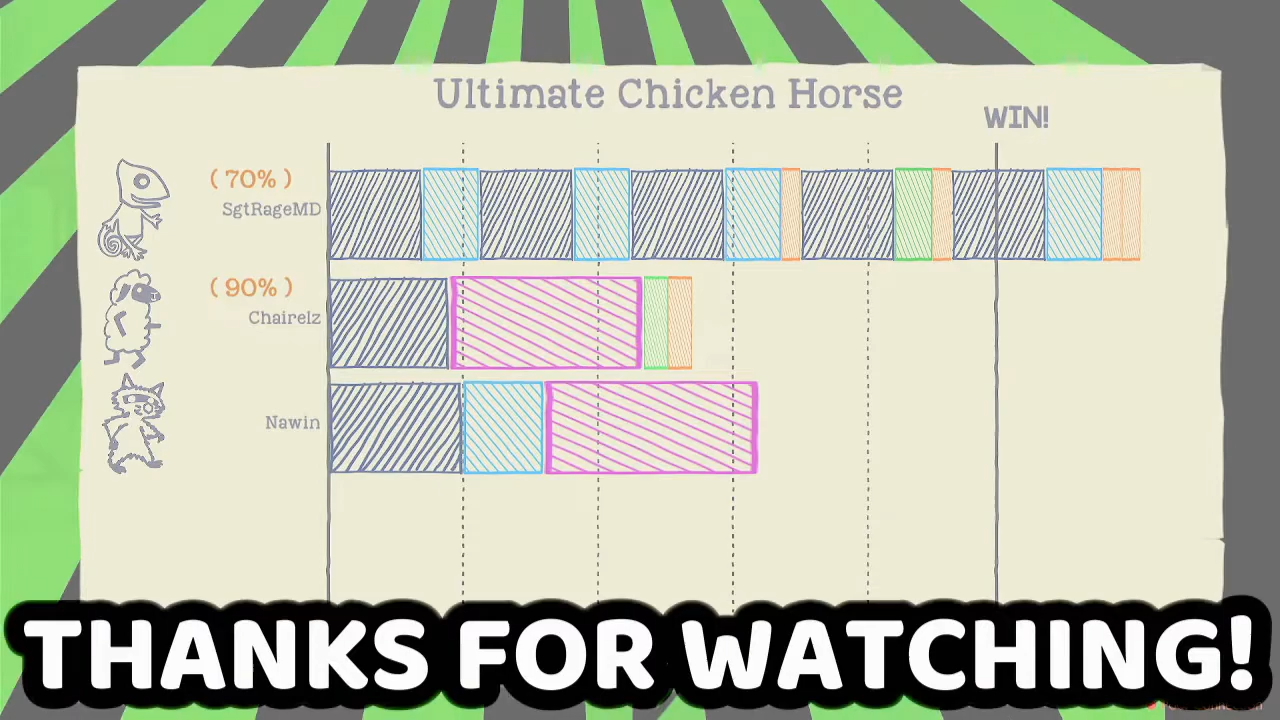 Ultimate Chicken Horse
WIN!
( 70% )
SgtRageMD
( 90% )
Chairelz
Nawin
THANKS FOR WATCHING!